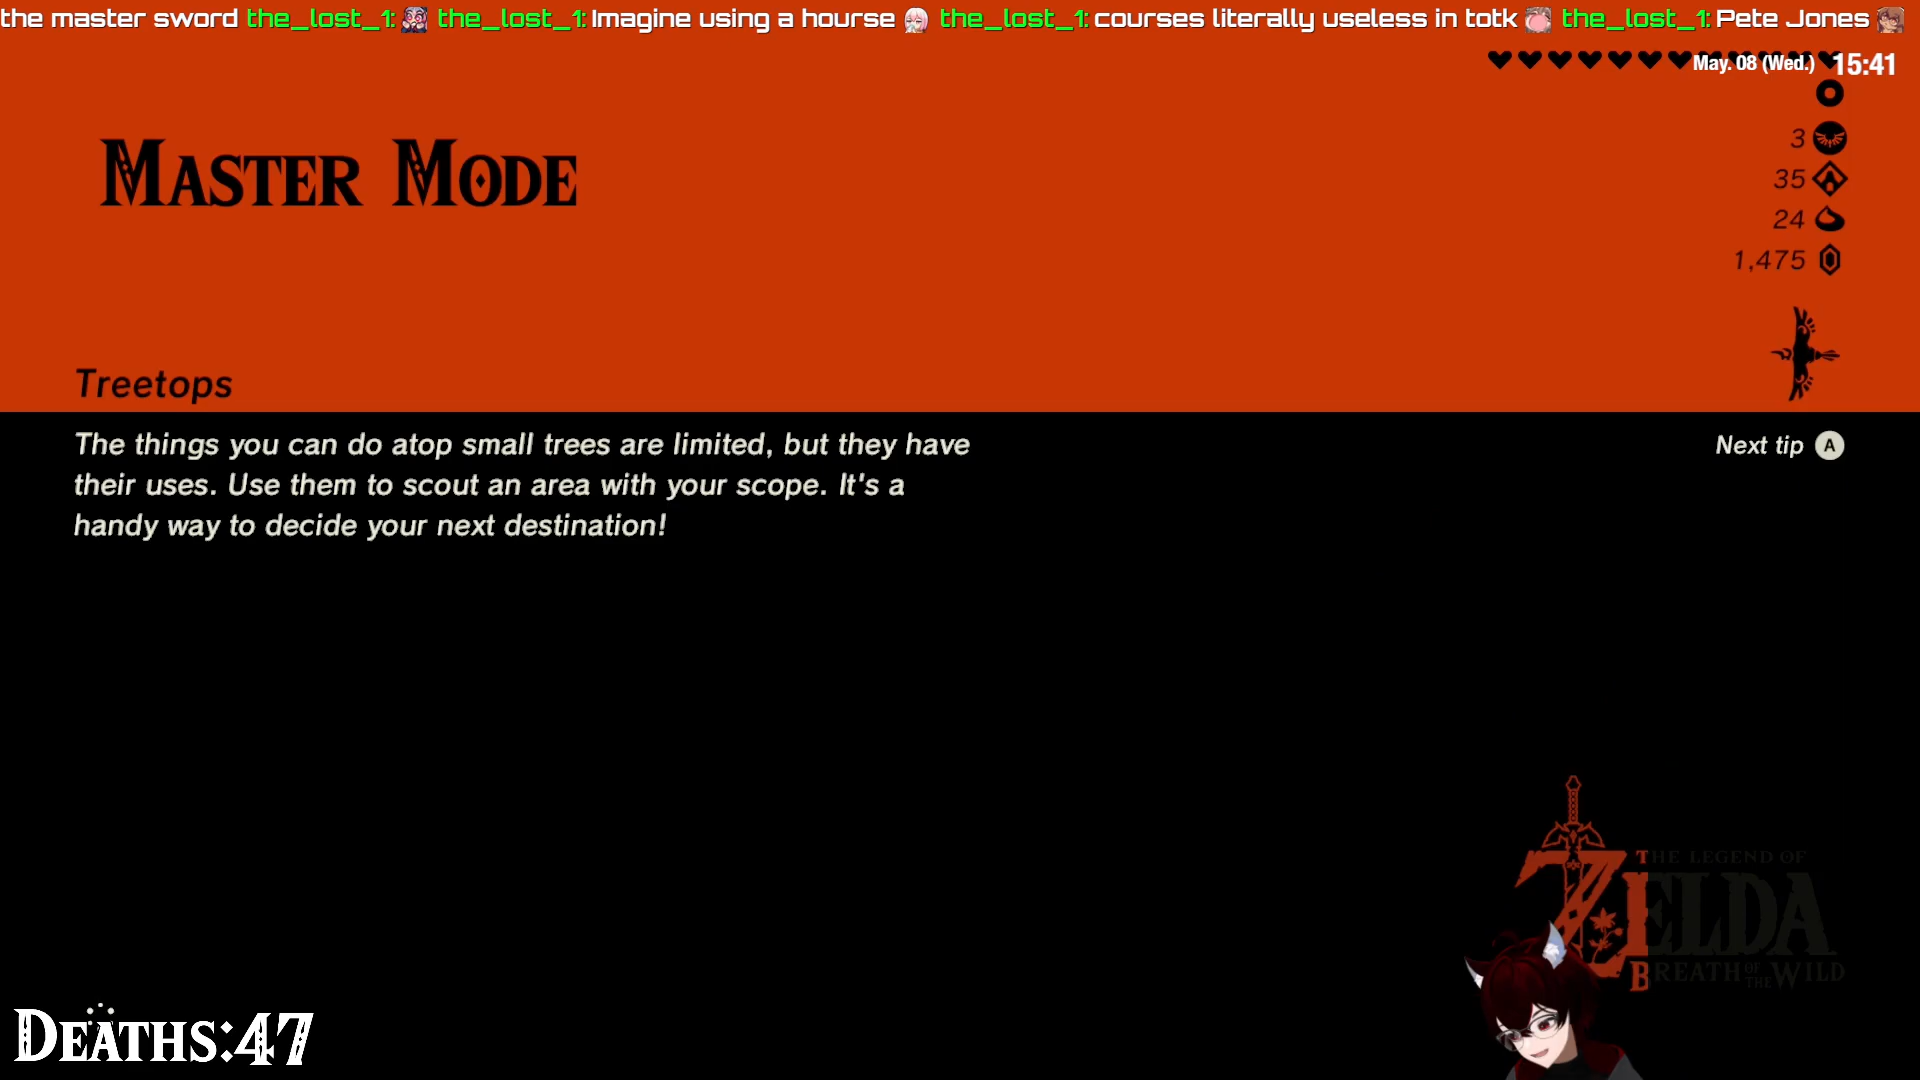 the master sword the_lost_1: the_lost_1: Imagine using a hourse the_lost_1: courses literally useless in totk the_lost_1: Pete Jones
May. 08 (Wed.) 15:41
MASTER MODE
3
35
24
1,475
Treetops
The things you can do atop small trees are limited, but they have
their uses. Use them to scout an area with your scope. It's a
handy way to decide your next destination!
Next tip A
THE LEGEND OF
ZELDA
BREATH OF THE WILD
DEATHS:47